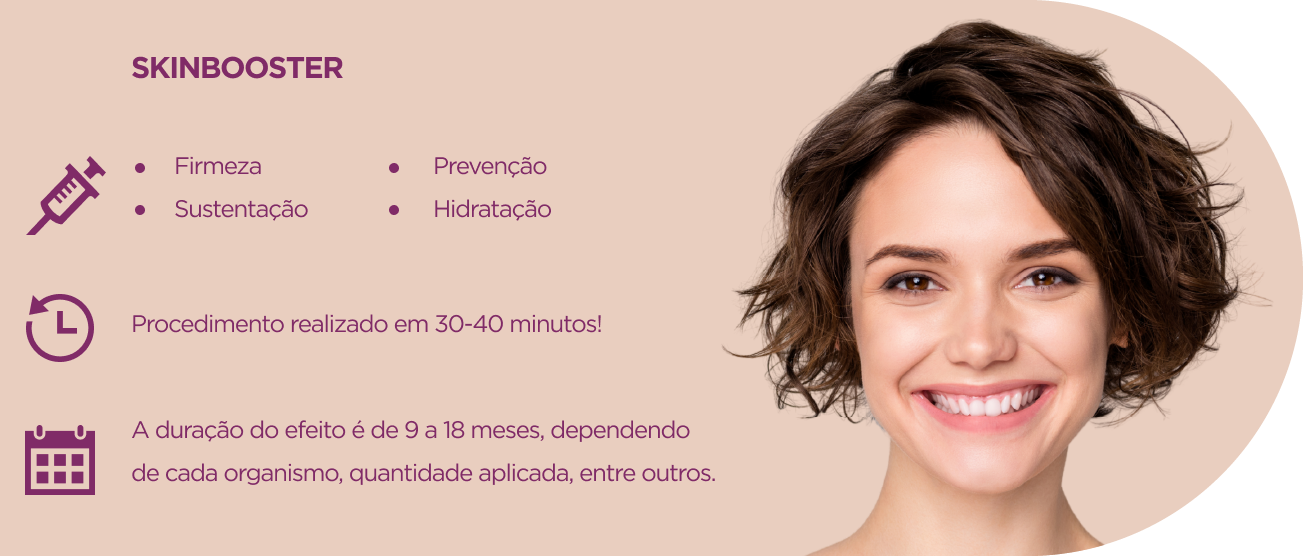 SKINBOOSTER
• Firmeza • Prevenção
• Sustentação • Hidratação
Procedimento realizado em 30-40 minutos!
A duração do efeito é de 9 a 18 meses, dependendo
de cada organismo, quantidade aplicada, entre outros.